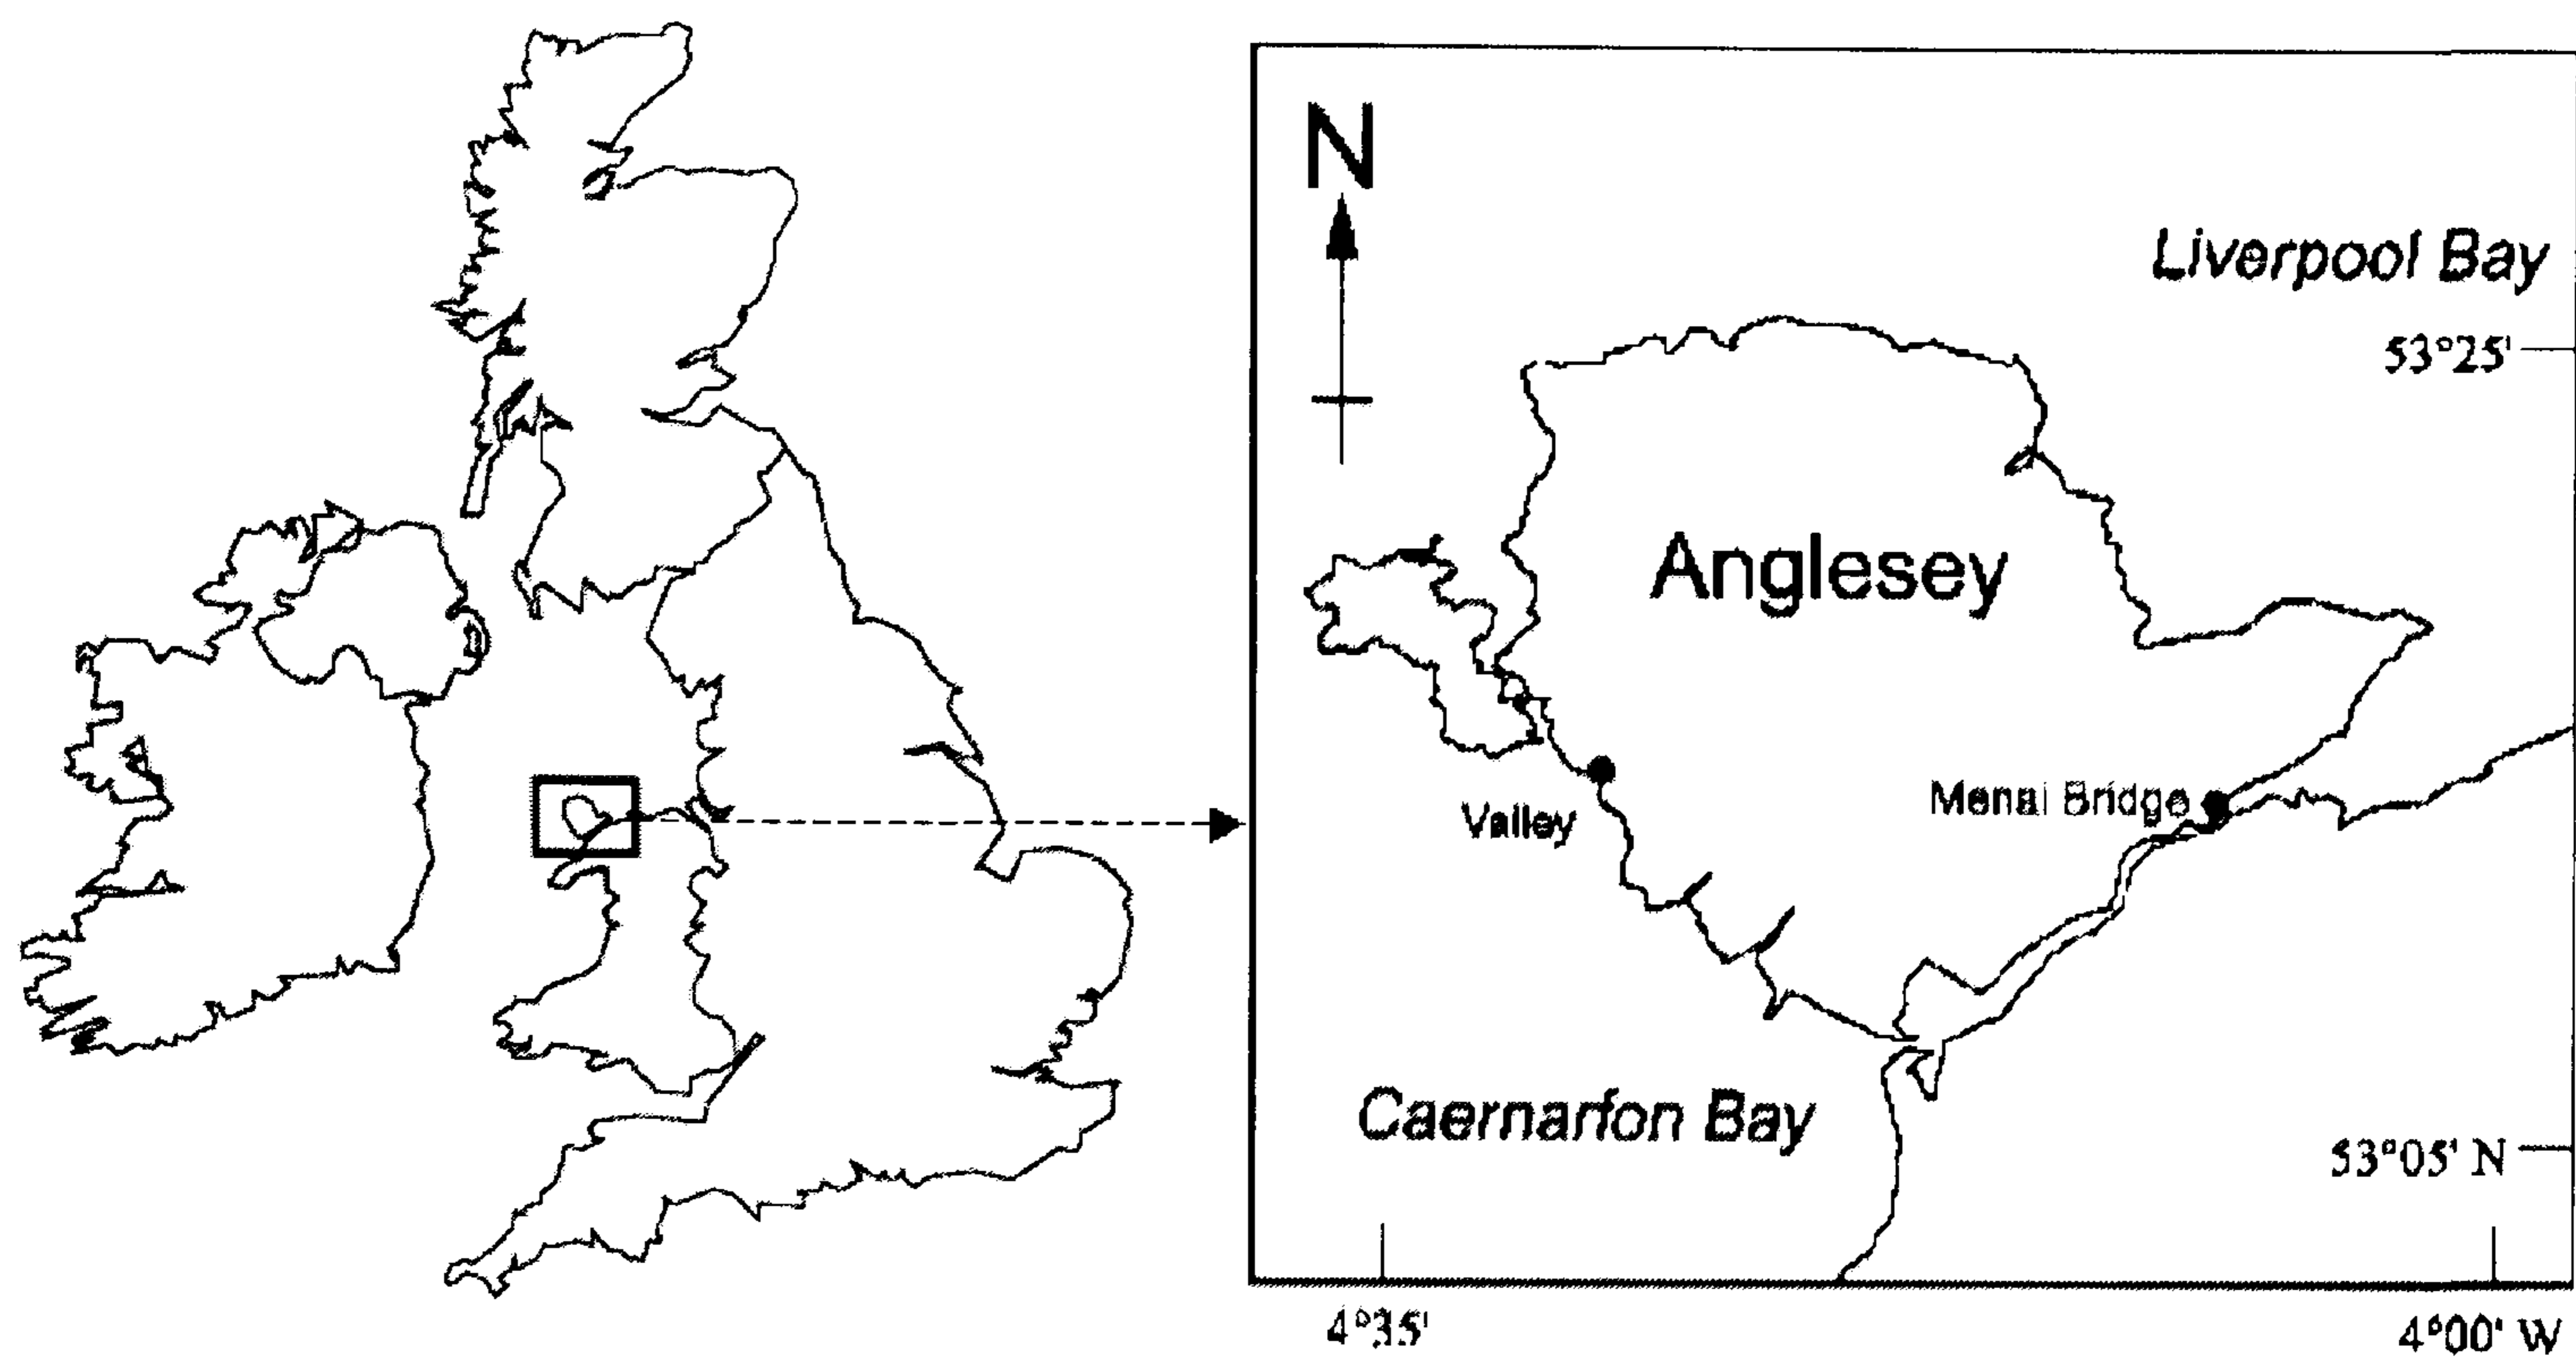 N
Liverpool Bay
53°25'
Anglesey
Menai Bridge
Valley
Caernarfon Bay
53°05' N
4°35'
4°00' W